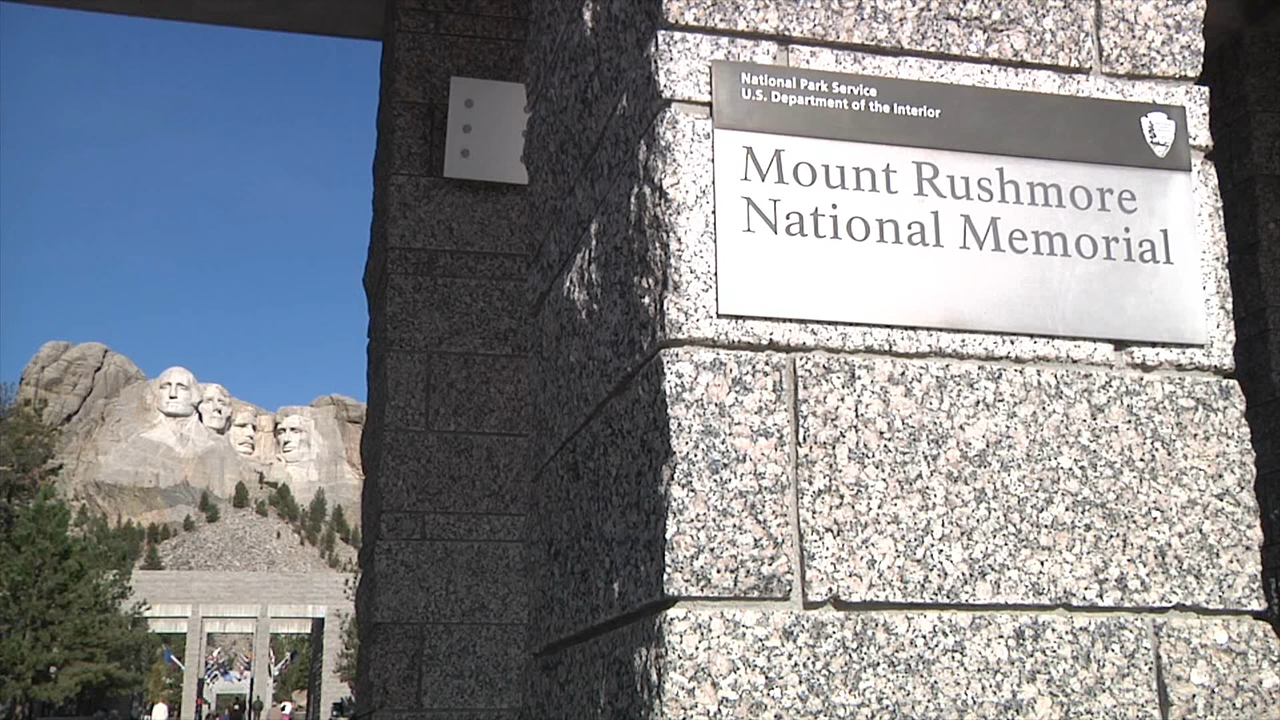 National Park Service
U.S. Department of the Interior
Mount Rushmore
National Memorial